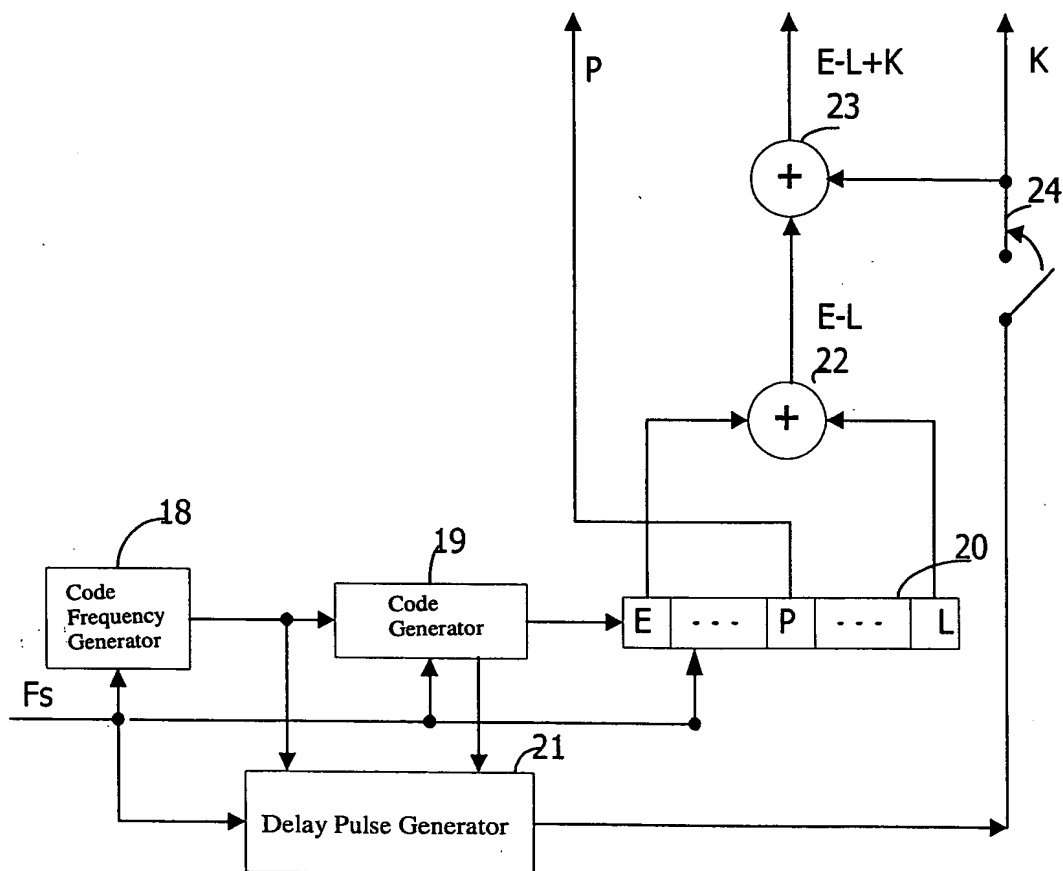 P
E-L+K
K
23
+
24
E-L
22
+
18
19
20
Code
Frequency
Generator
Code
Generator
E
- - -
P
- - -
L
Fs
21
Delay Pulse Generator